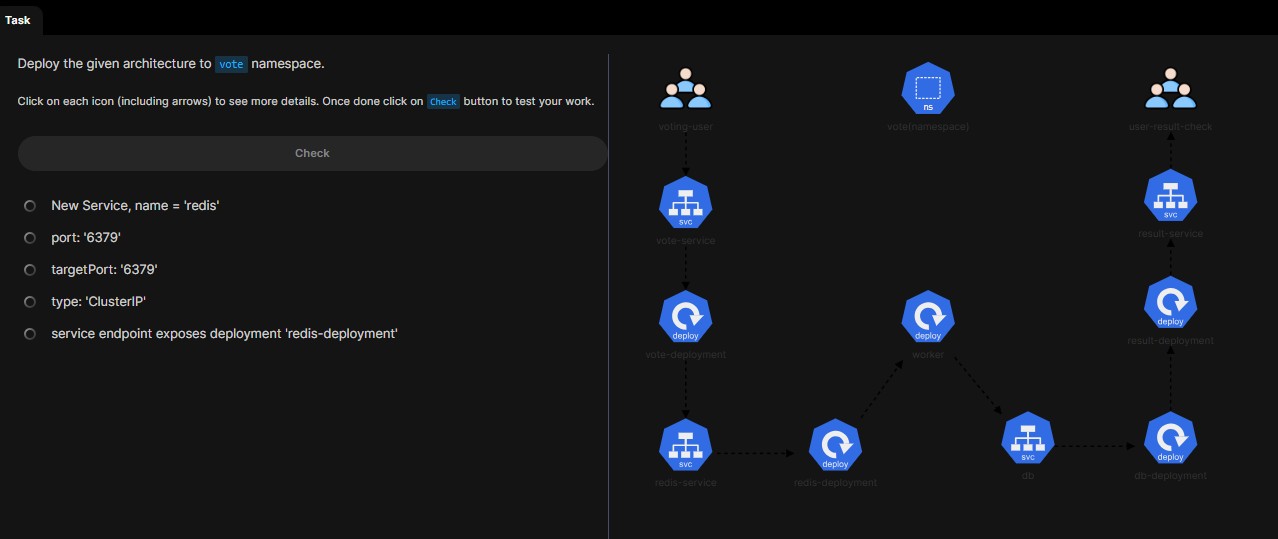 Task
Deploy the given architecture to vote namespace.
Click on each icon (including arrows) to see more details. Once done click on Check button to test your work.
Check
New Service, name = 'redis'
port: '6379'
targetPort: '6379'
type: 'ClusterIP'
service endpoint exposes deployment 'redis-deployment'
ns
voting-user
vote(namespace)
user-result-check
svc
vote-service
svc
result-service
deploy
vote-deployment
deploy
worker
deploy
result-deployment
svc
redis-service
deploy
redis-deployment
svc
db
deploy
db-deployment